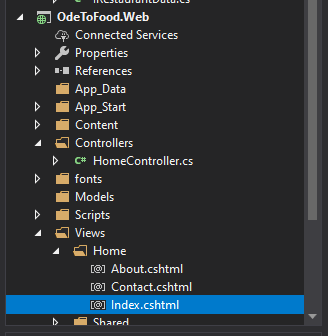 IRestaurantData.cs
OdeToFood.Web
Connected Services
Properties
References
App_Data
App_Start
Content
Controllers
C# HomeController.cs
fonts
Models
Scripts
Views
Home
[@] About.cshtml
[@] Contact.cshtml
[@] Index.cshtml
Shared